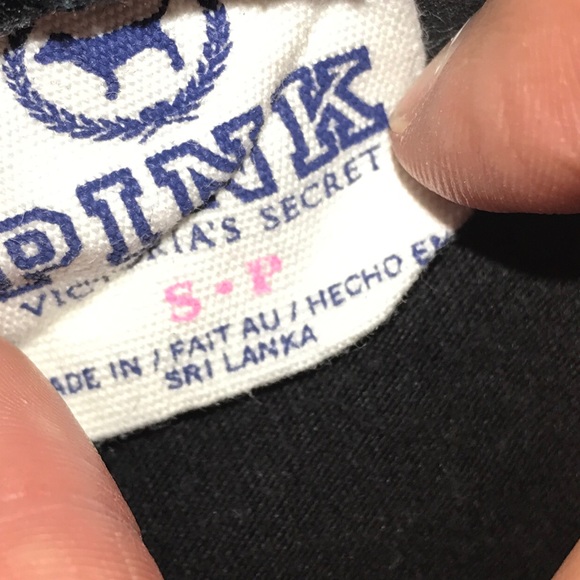 PINK
VICTORIA'S SECRET
S • P
ADE IN / FAIT AU / HECHO EN
SRI LANKA